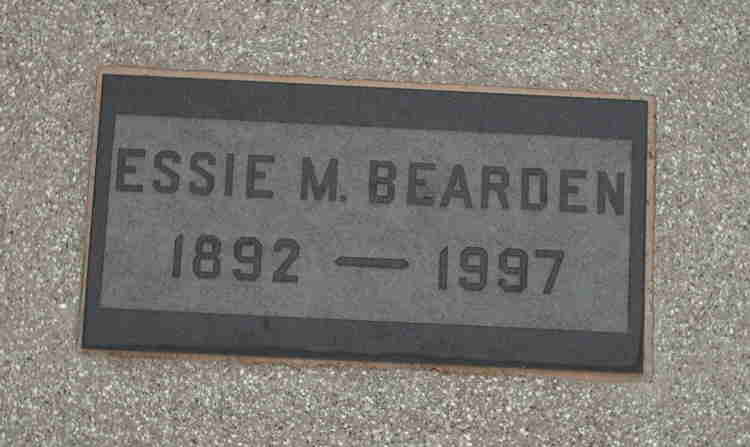 ESSIE M. BEARDEN
1892 — 1997